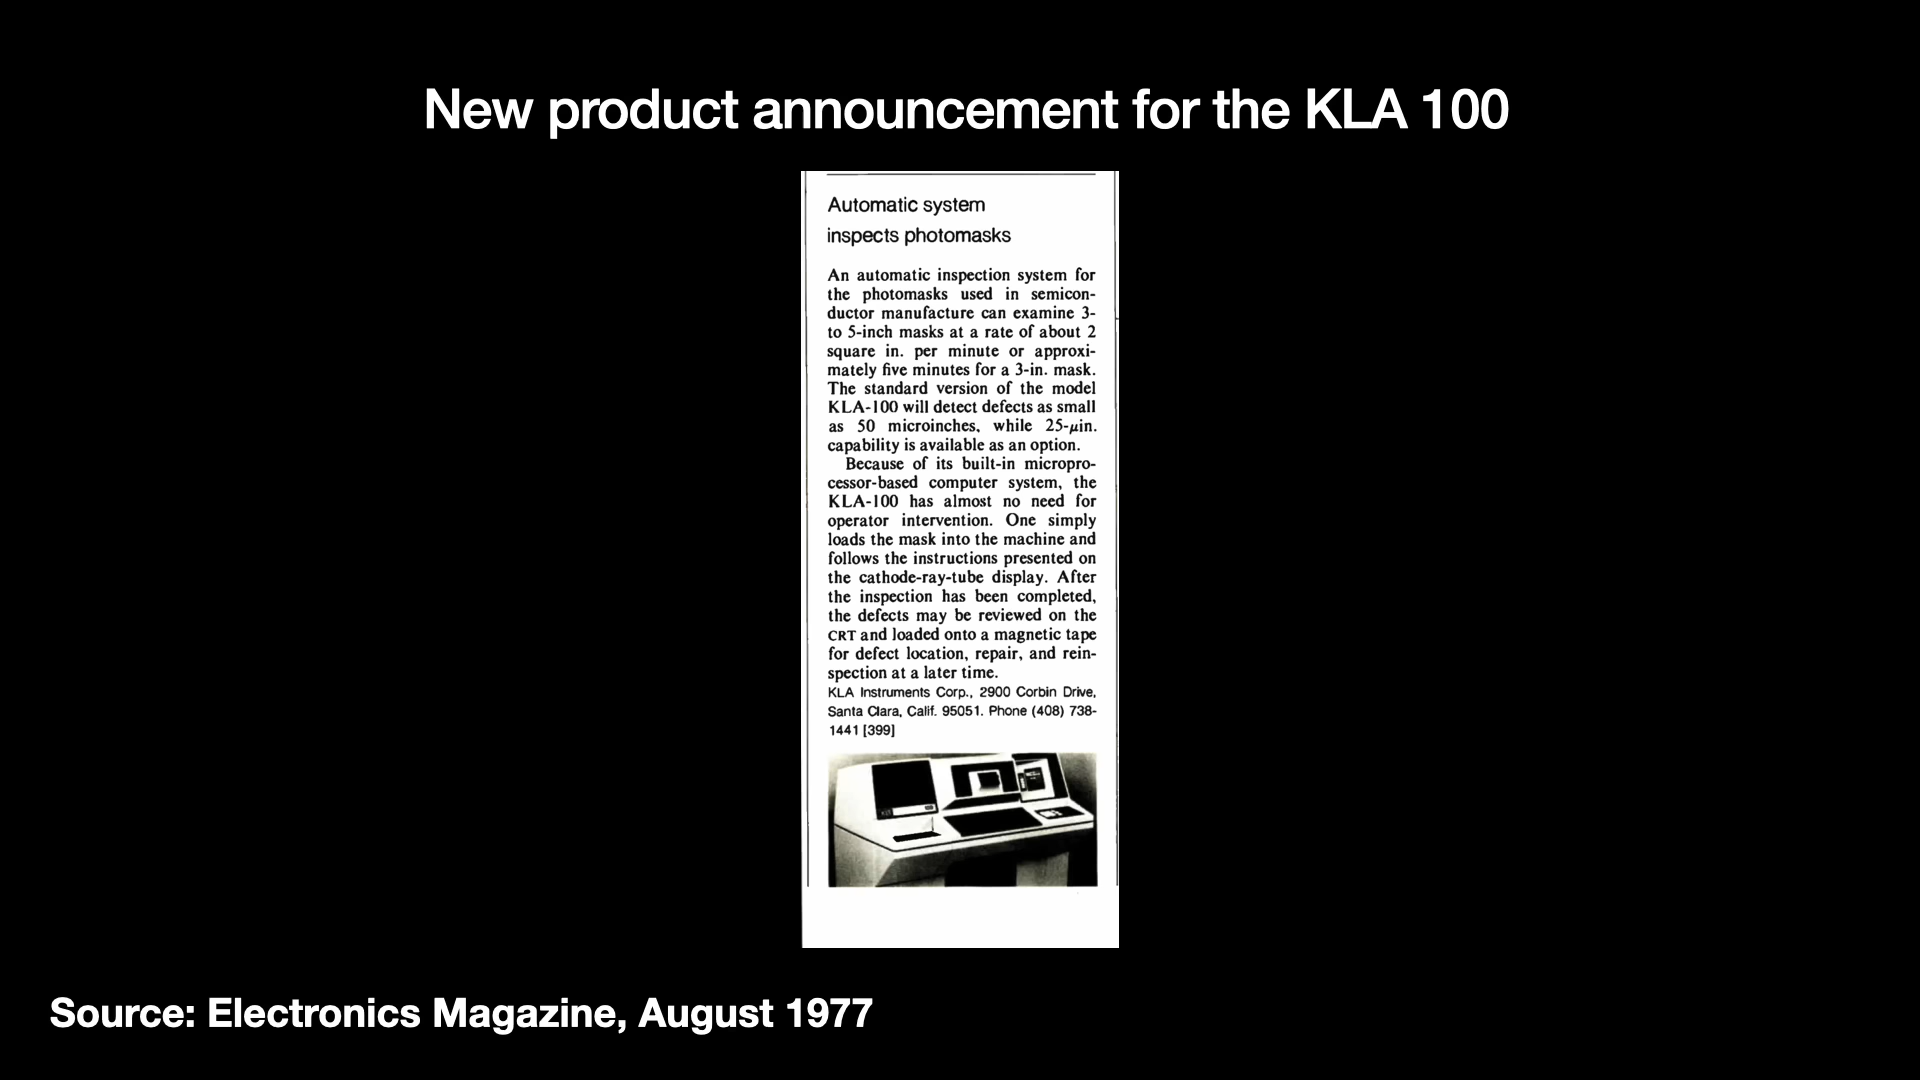 New product announcement for the KLA 100
Automatic system
inspects photomasks
An automatic inspection system for
the photomasks used in semicon-
ductor manufacture can examine 3-
to 5-inch masks at a rate of about 2
square in. per minute or approxi-
mately five minutes for a 3-in. mask.
The standard version of the model
KLA-100 will detect defects as small
as 50 microinches, while 25-μin.
capability is available as an option.
Because of its built-in micropro-
cessor-based computer system, the
KLA-100 has almost no need for
operator intervention. One simply
loads the mask into the machine and
follows the instructions presented on
the cathode-ray-tube display. After
the inspection has been completed,
the defects may be reviewed on the
CRT and loaded onto a magnetic tape
for defect location, repair, and rein-
spection at a later time.
KLA Instruments Corp., 2900 Corbin Drive,
Santa Clara, Calif. 95051. Phone (408) 738-
1441 [399]
Source: Electronics Magazine, August 1977